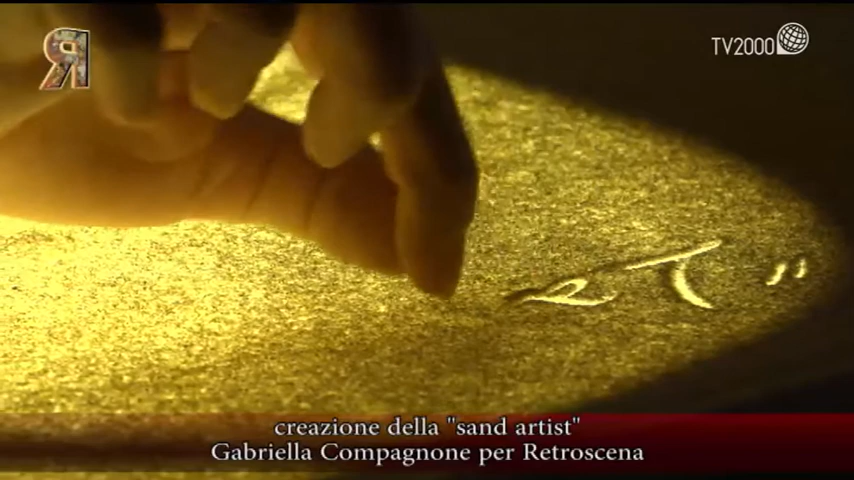 TV2000
creazione della "sand artist"
Gabriella Compagnone per Retroscena